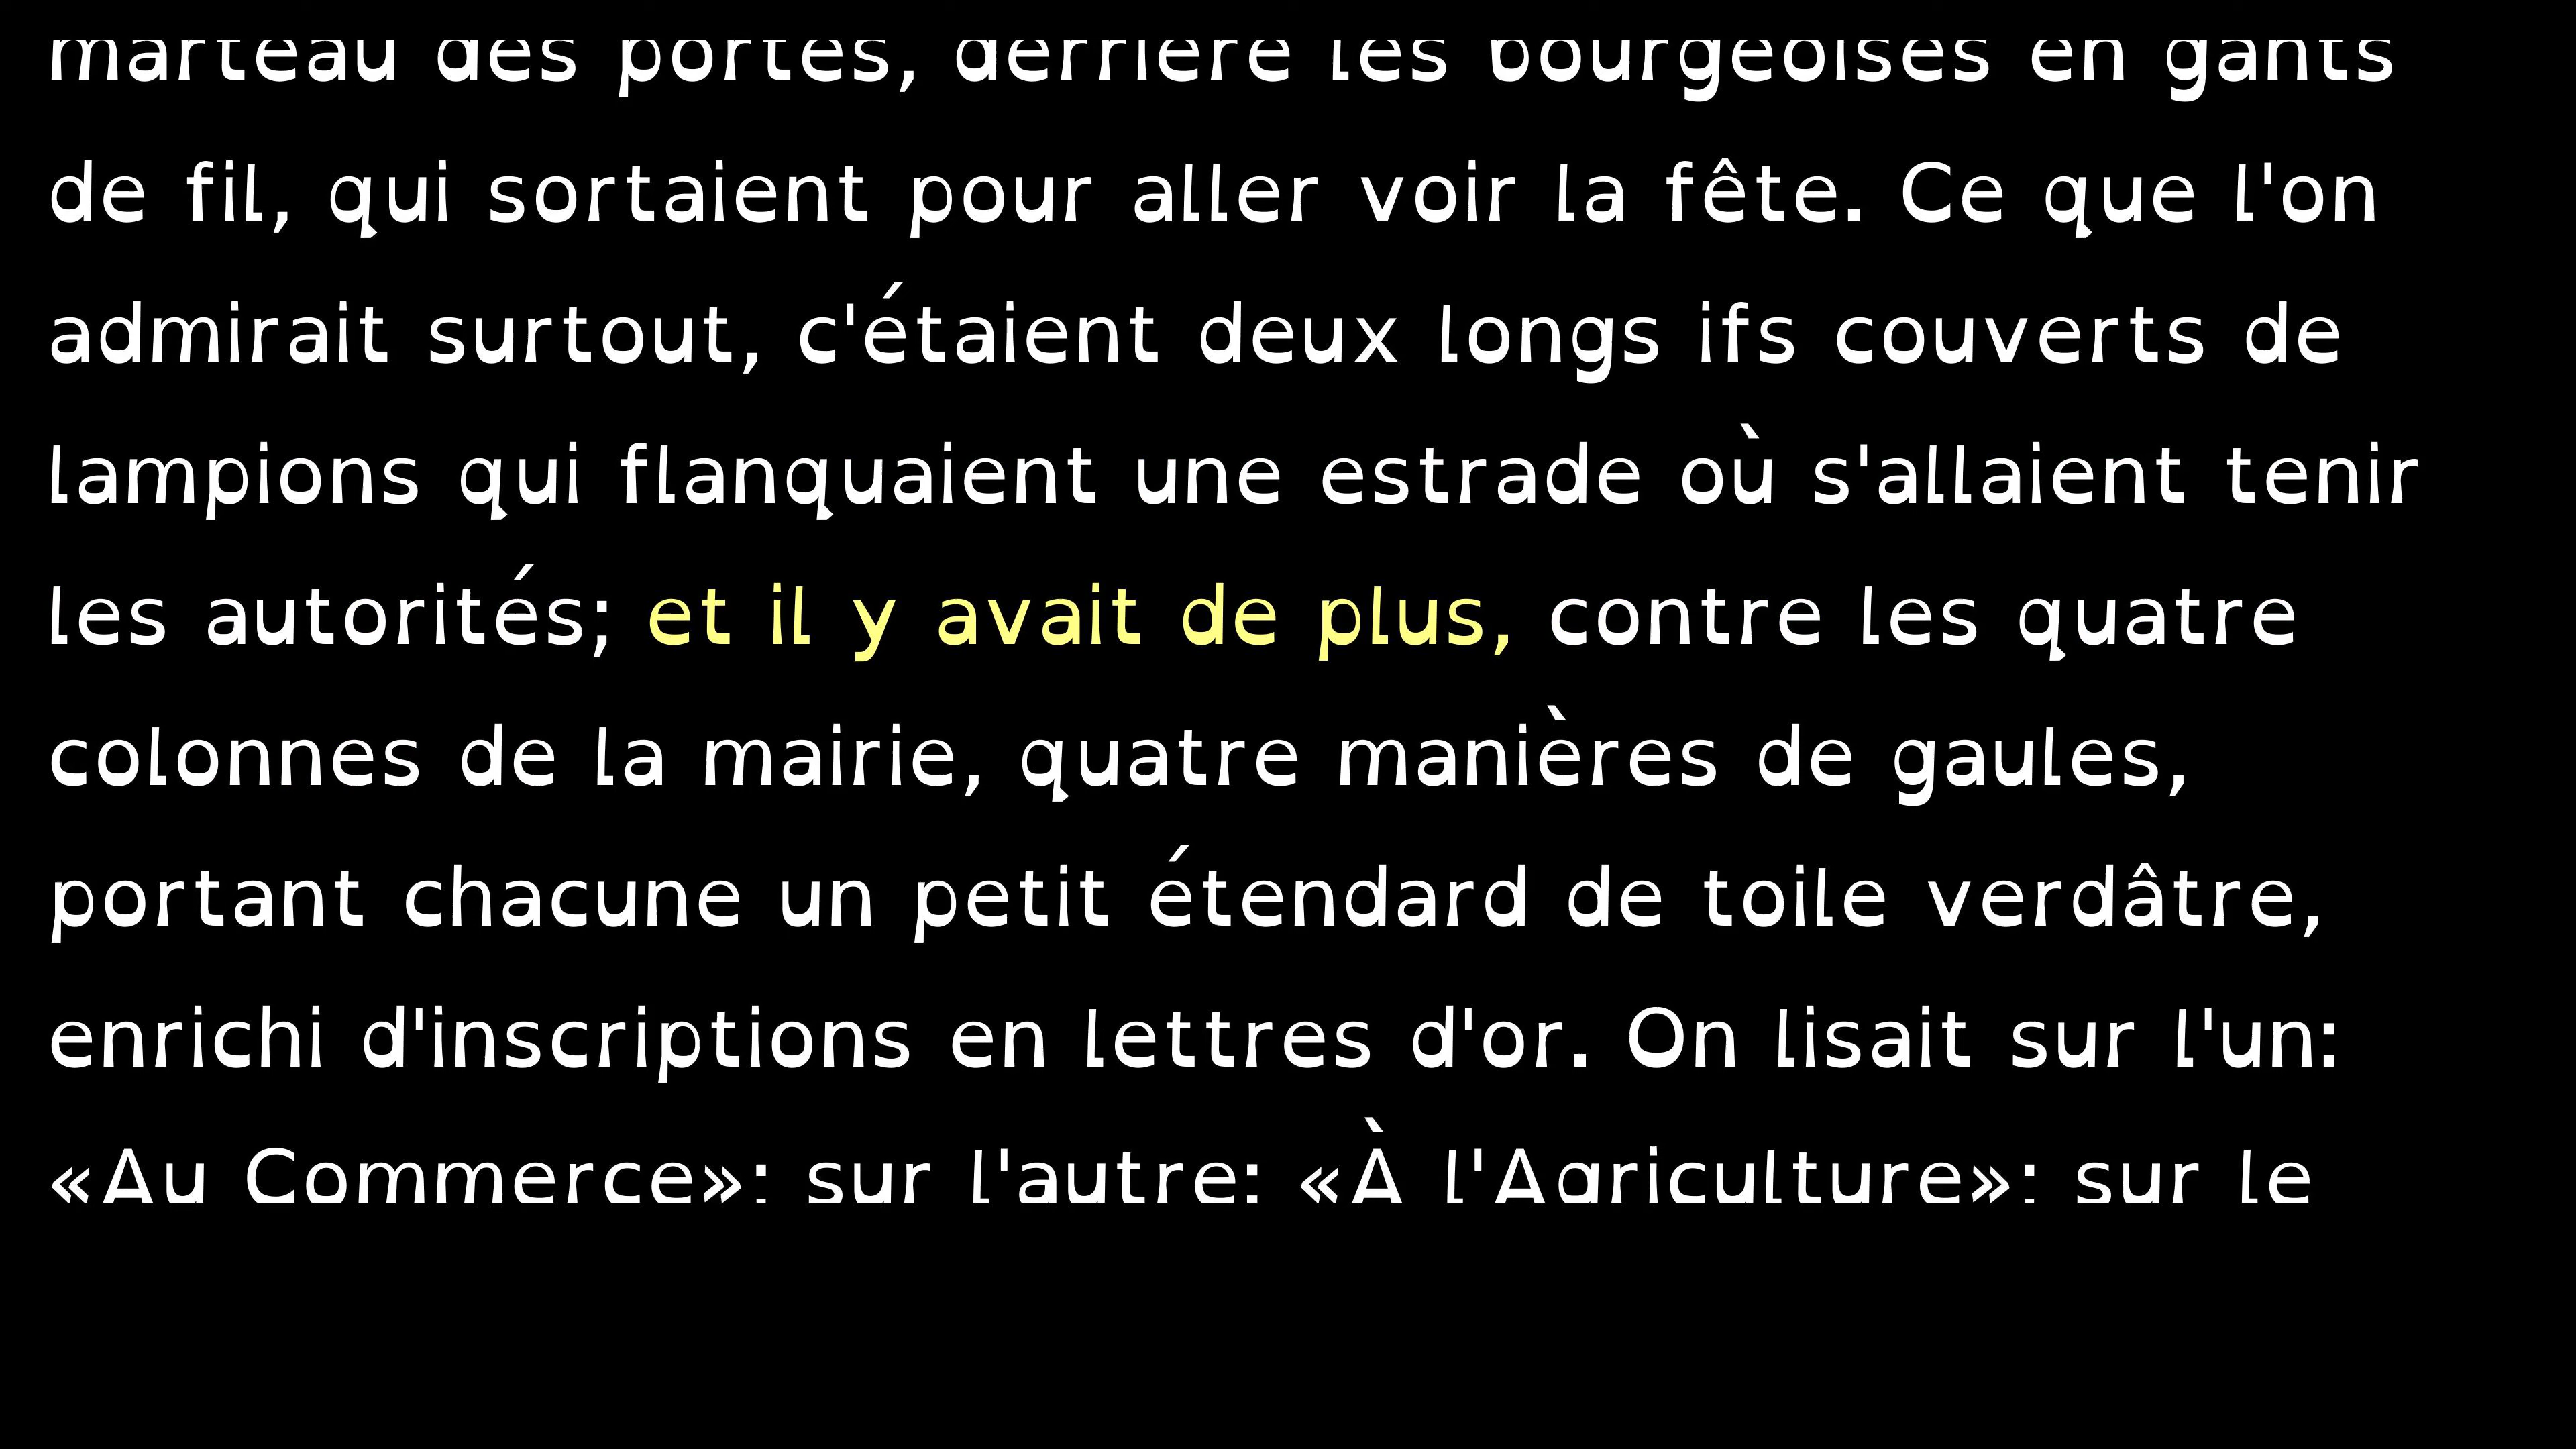 marteau des portes, derrière les bourgeoises en gants
de fil, qui sortaient pour aller voir la fête. Ce que l'on
admirait surtout, c'étaient deux longs ifs couverts de
lampions qui flanquaient une estrade où s'allaient tenir
les autorités; et il y avait de plus, contre les quatre
colonnes de la mairie, quatre manières de gaules,
portant chacune un petit étendard de toile verdâtre,
enrichi d'inscriptions en lettres d'or. On lisait sur l'un:
«Au Commerce»; sur l'autre: «À l'Agriculture»; sur le